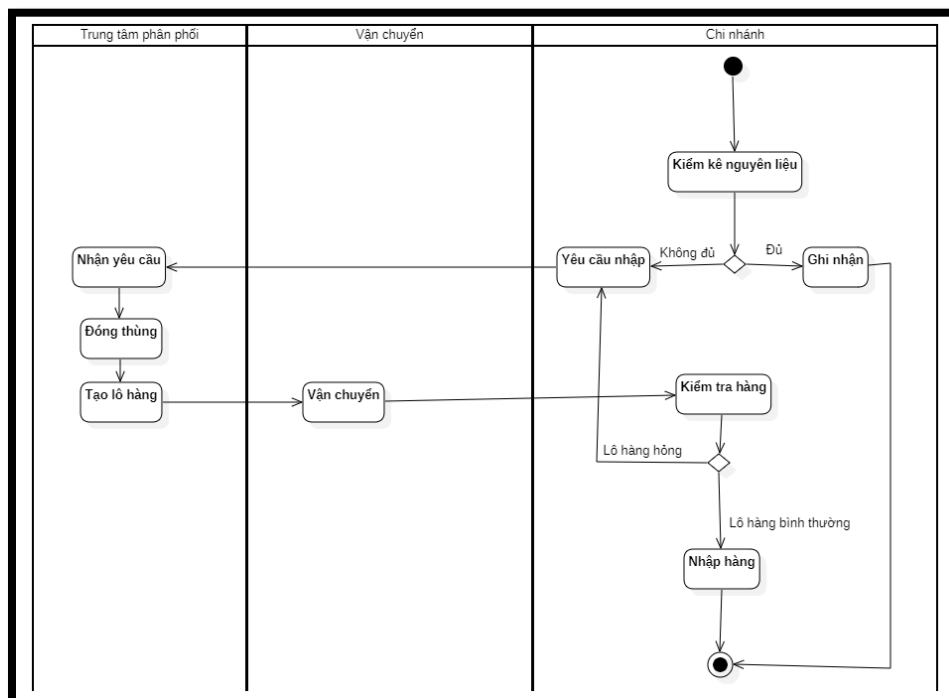 Trung tâm phân phối
Vận chuyển
Chi nhánh
Kiểm kê nguyên liệu
Nhận yêu cầu
Yêu cầu nhập
Không đủ
Đủ
Ghi nhận
Đóng thùng
Tạo lô hàng
Vận chuyển
Kiểm tra hàng
Lô hàng hỏng
Lô hàng bình thường
Nhập hàng